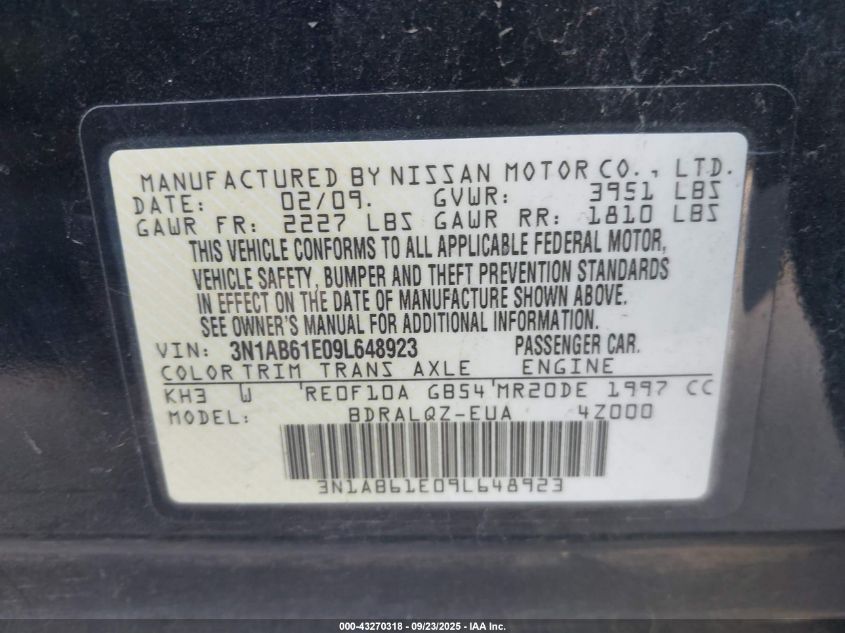 MANUFACTURED BY NISSAN MOTOR CO., LTD.
DATE: 02/09. GVWR: 3951 LBS
GAWR FR: 2227 LBS GAWR RR: 1810 LBS
THIS VEHICLE CONFORMS TO ALL APPLICABLE FEDERAL MOTOR,
VEHICLE SAFETY, BUMPER AND THEFT PREVENTION STANDARDS
IN EFFECT ON THE DATE OF MANUFACTURE SHOWN ABOVE.
SEE OWNER'S MANUAL FOR ADDITIONAL INFORMATION.
VIN: 3N1AB61E09L648923 PASSENGER CAR.
COLOR TRIM TRANS AXLE ENGINE
KH3 W 'RE0F10A GB54'MR20DE 1997 CC
MODEL: BDRALQZ-EUA 4Z000
3N1AB61E09L648923
000-43270318 - 09/23/2025 - IAA Inc.